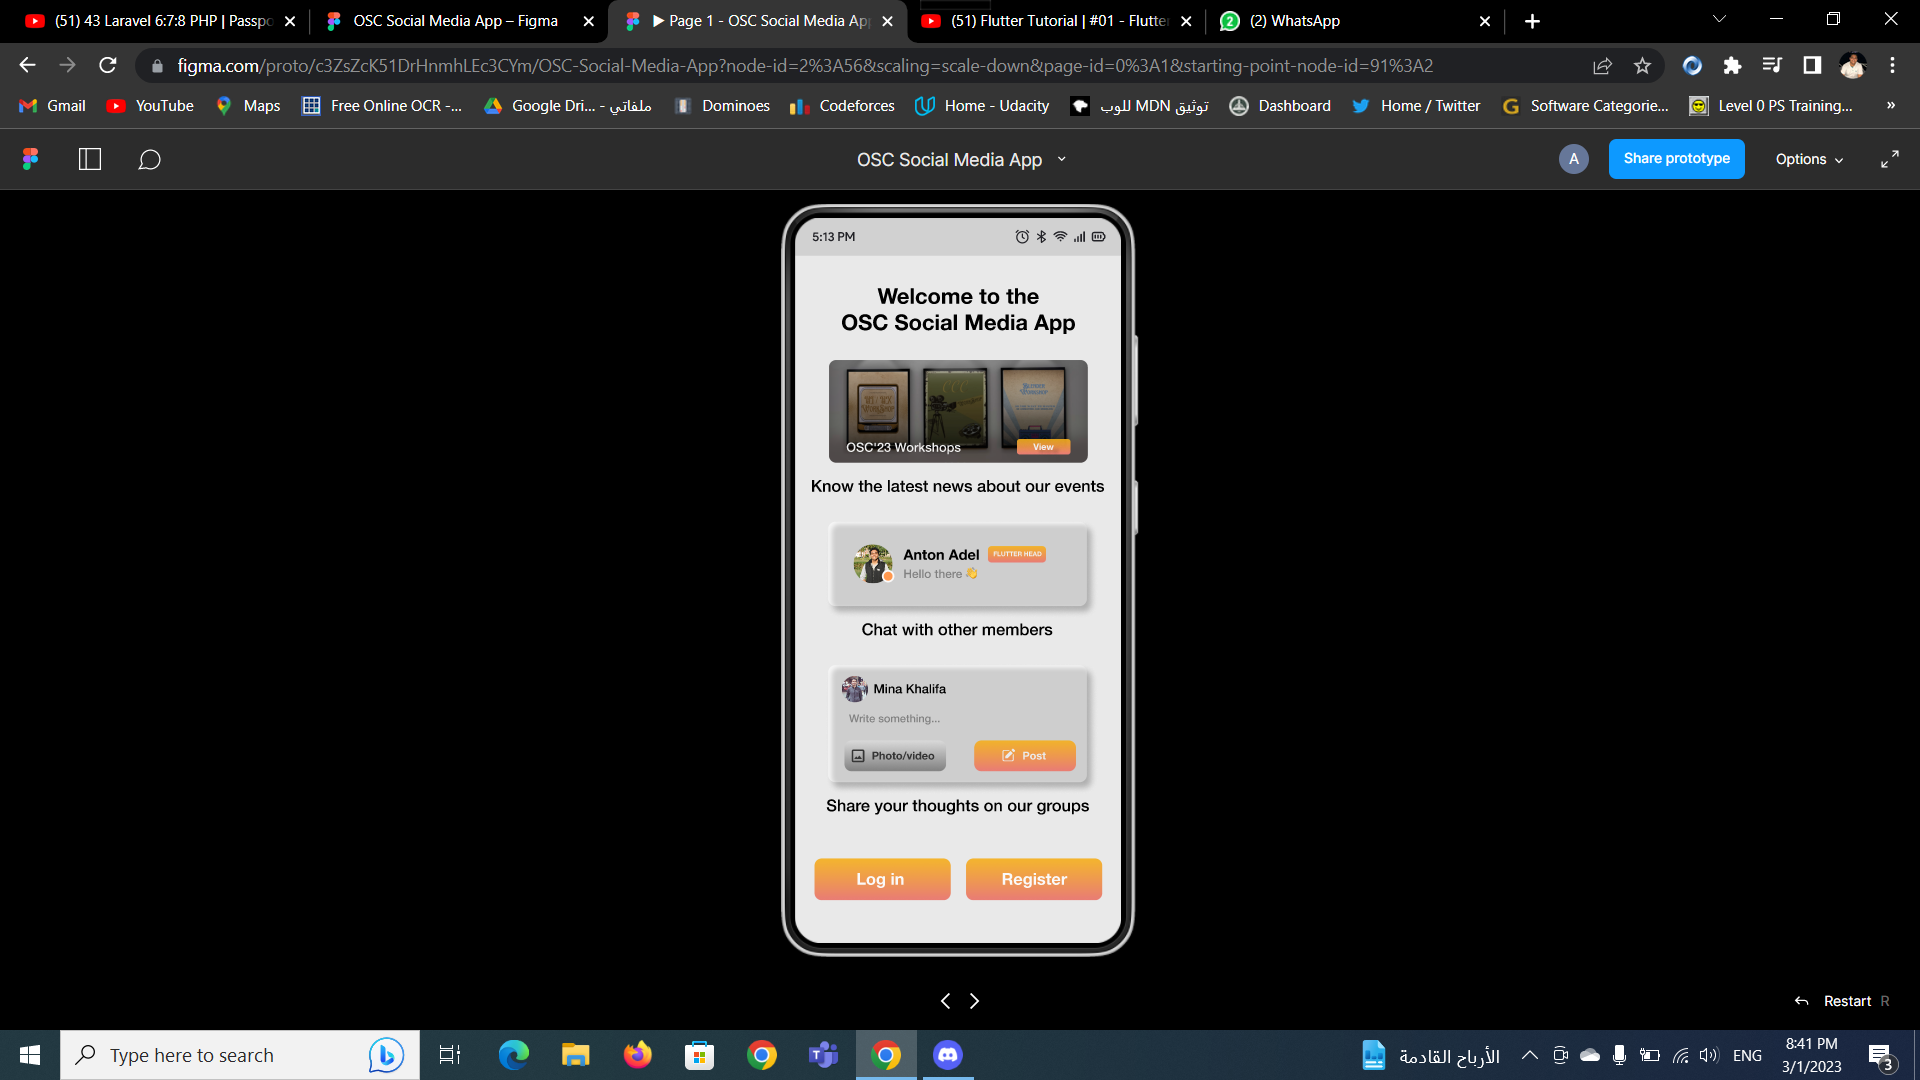 (51) 43 Laravel 6:7:8 PHP | Passpo
OSC Social Media App – Figma
▶ Page 1 - OSC Social Media Ap
(51) Flutter Tutorial | #01 - Flutte
2
(2) WhatsApp
figma.com/proto/c3ZsZcK51DrHnmhLEc3CYm/OSC-Social-Media-App?node-id=2%3A56&scaling=scale-down&page-id=0%3A1&starting-point-node-id=91%3A2
Gmail
YouTube
Maps
Free Online OCR -...
Google Dri... - ملفاتي
Dominoes
Codeforces
Home - Udacity
توثيق MDN للوب
Dashboard
Home / Twitter
Software Categorie...
Level 0 PS Training...
»
OSC Social Media App
A
Share prototype
Options
5:13 PM
Welcome to the
OSC Social Media App
OSC'23 Workshops
View
Know the latest news about our events
Anton Adel
FLUTTER HEAD
Hello there 👋
Chat with other members
Mina Khalifa
Write something...
Photo/video
Post
Share your thoughts on our groups
Log in
Register
Restart R
Type here to search
الأرباح القادمة
ENG
8:41 PM
3/1/2023
3